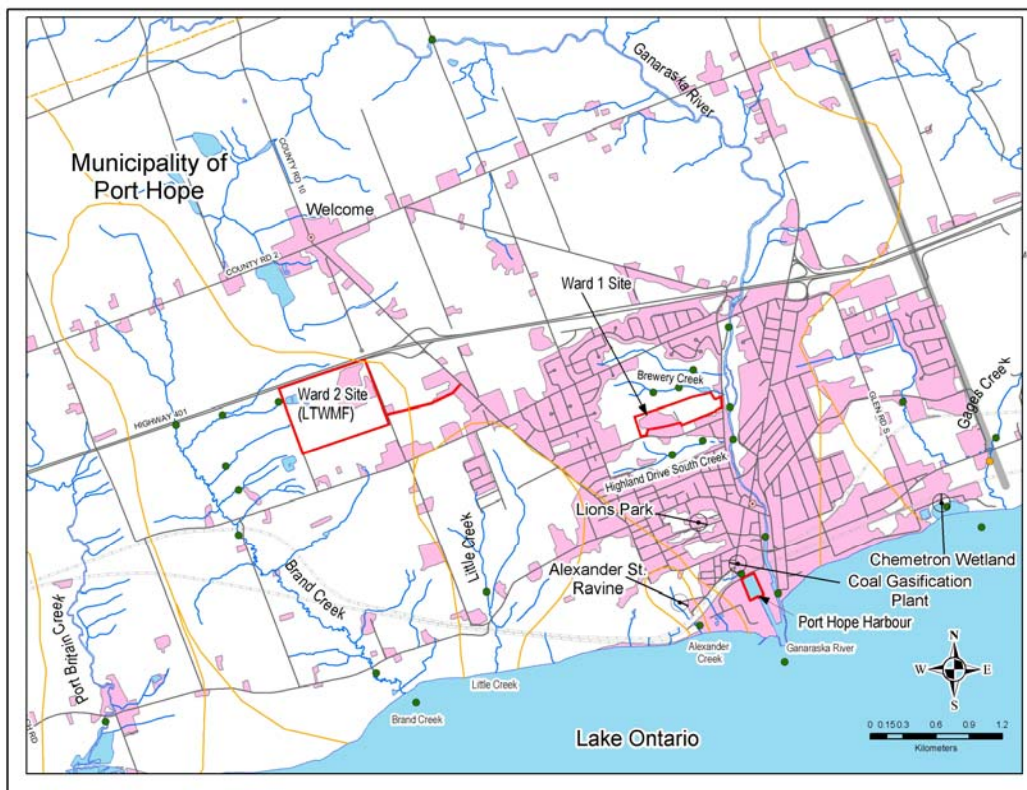 Ganaraska River
Municipality of
Port Hope
COUNTY RD 10
Welcome
COUNTY RD 2
Ward 1 Site
Brewery Creek
Ward 2 Site
(LTWMF)
HIGHWAY 401
GLEN RD S
Gages Creek
Highland Drive South Creek
Lions Park
Little Creek
Alexander St.
Ravine
Chemetron Wetland
Coal Gasification
Plant
Brand Creek
Port Britain Creek
Port Hope Harbour
Alexander
Creek
Ganaraska River
Little Creek
Brand Creek
Lake Ontario
N
W
E
S
0 0.15 0.3 0.6 0.9 1.2
Kilometers